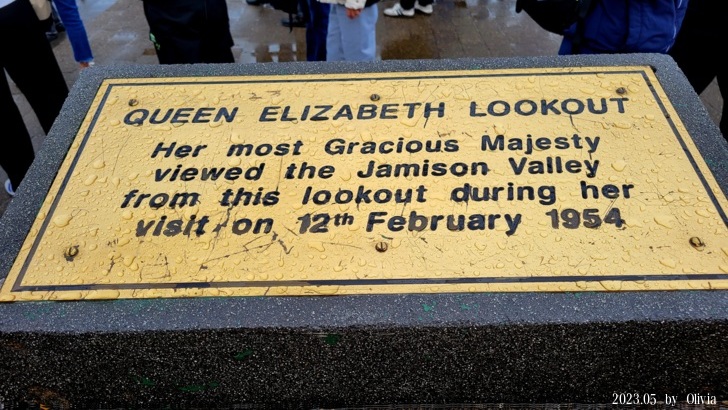 QUEEN ELIZABETH LOOKOUT
Her most Gracious Majesty
viewed the Jamison Valley
from this lookout during her
visit on 12th February 1954
2023.05 by Olivia